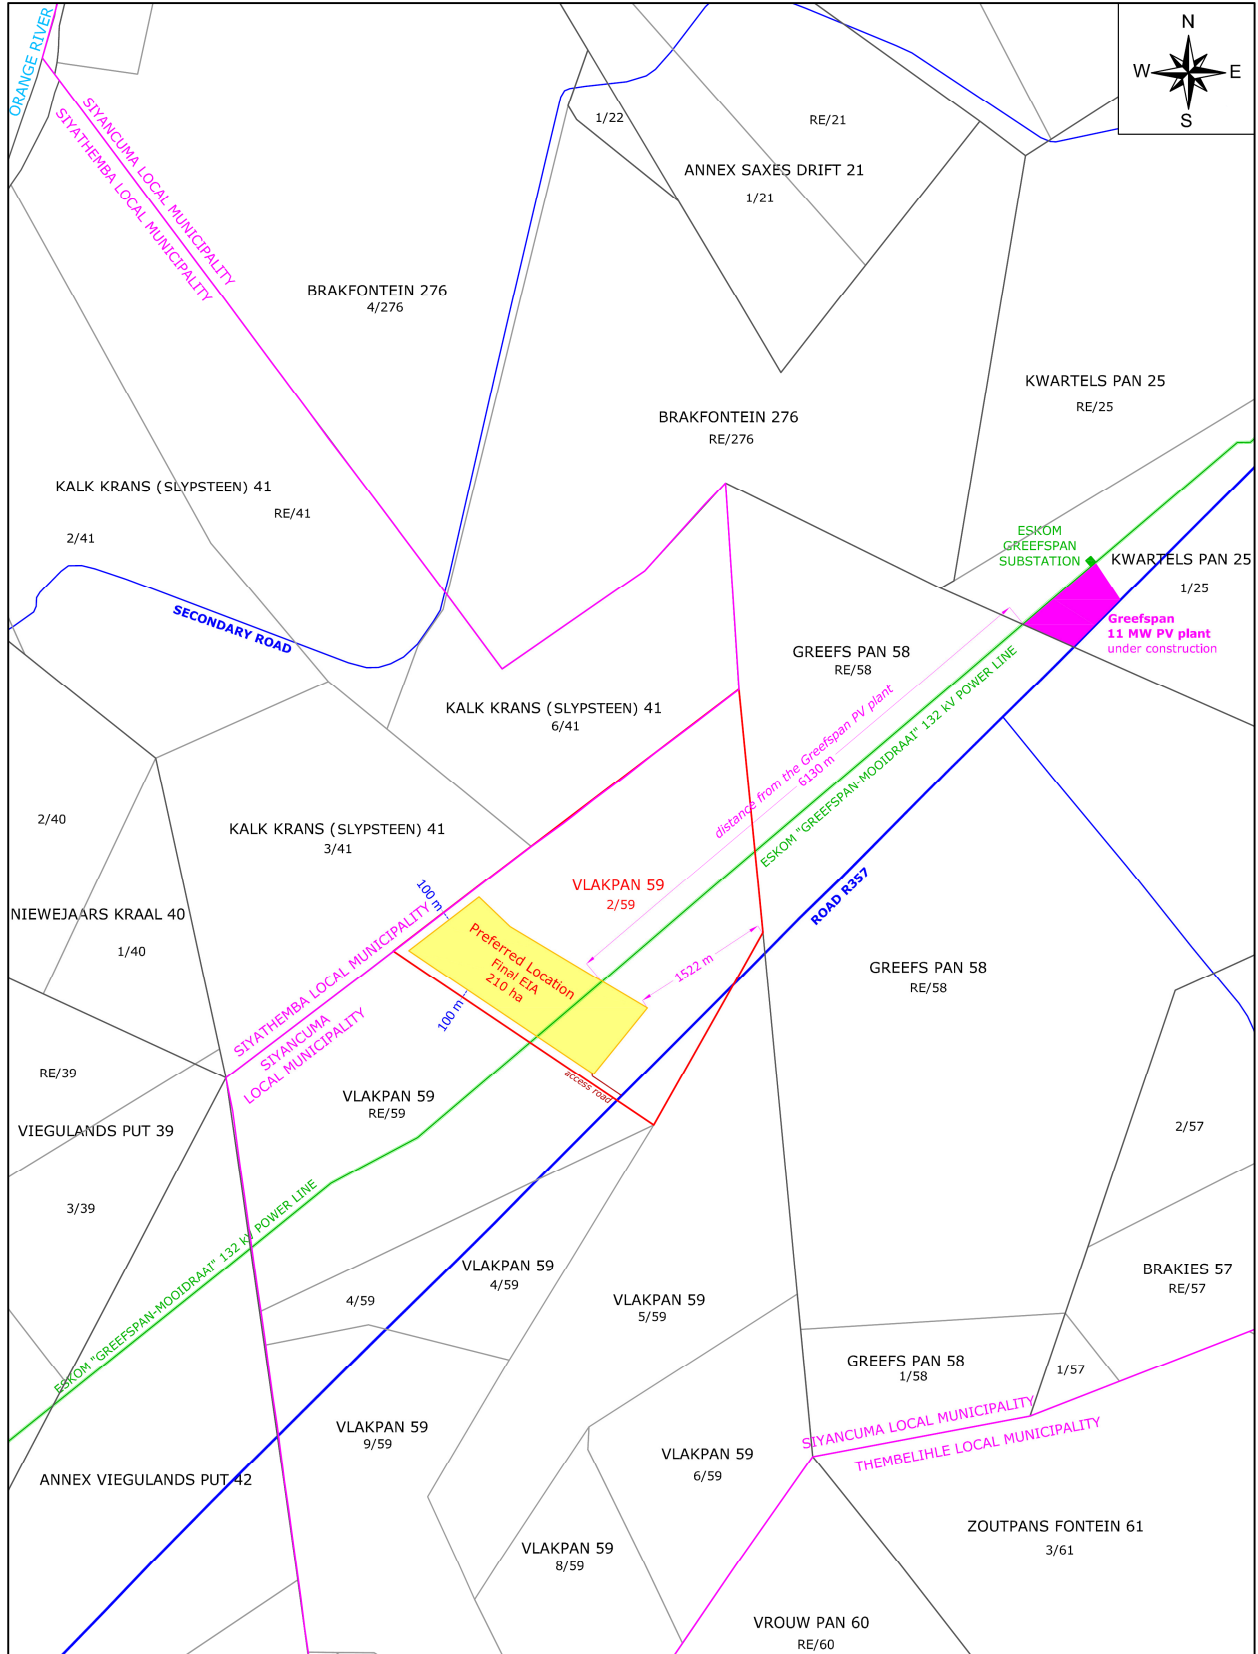 N
W
E
S
ORANGE RIVER
SIYANCUMA LOCAL MUNICIPALITY
SIYATHEMBA LOCAL MUNICIPALITY
1/22
RE/21
ANNEX SAXES DRIFT 21
1/21
BRAKFONTEIN 276
4/276
KWARTELS PAN 25
RE/25
BRAKFONTEIN 276
RE/276
KALK KRANS (SLYPSTEEN) 41
RE/41
2/41
ESKOM
GREEFSPAN
SUBSTATION
KWARTELS PAN 25
1/25
SECONDARY ROAD
Greefspan
11 MW PV plant
under construction
GREEFS PAN 58
RE/58
KALK KRANS (SLYPSTEEN) 41
6/41
distance from the Greefspan PV plant
6130 m
ESKOM "GREEFSPAN-MOOIDRAAI" 132 KV POWER LINE
2/40
KALK KRANS (SLYPSTEEN) 41
3/41
VLAKPAN 59
2/59
ROAD R357
100 m
NIEWEJAARS KRAAL 40
1/40
Preferred Location
Final EIA
210 ha
1522 m
GREEFS PAN 58
RE/58
100 m
SIYATHEMBA LOCAL MUNICIPALITY
SIYANCUMA
LOCAL MUNICIPALITY
RE/39
access road
VLAKPAN 59
RE/59
VIEGULANDS PUT 39
2/57
3/39
ESKOM "GREEFSPAN-MOOIDRAAI" 132 kV POWER LINE
VLAKPAN 59
4/59
BRAKIES 57
RE/57
4/59
VLAKPAN 59
5/59
GREEFS PAN 58
1/58
1/57
SIYANCUMA LOCAL MUNICIPALITY
THEMBELIHLE LOCAL MUNICIPALITY
VLAKPAN 59
9/59
VLAKPAN 59
6/59
ANNEX VIEGULANDS PUT 42
ZOUTPANS FONTEIN 61
3/61
VLAKPAN 59
8/59
VROUW PAN 60
RE/60